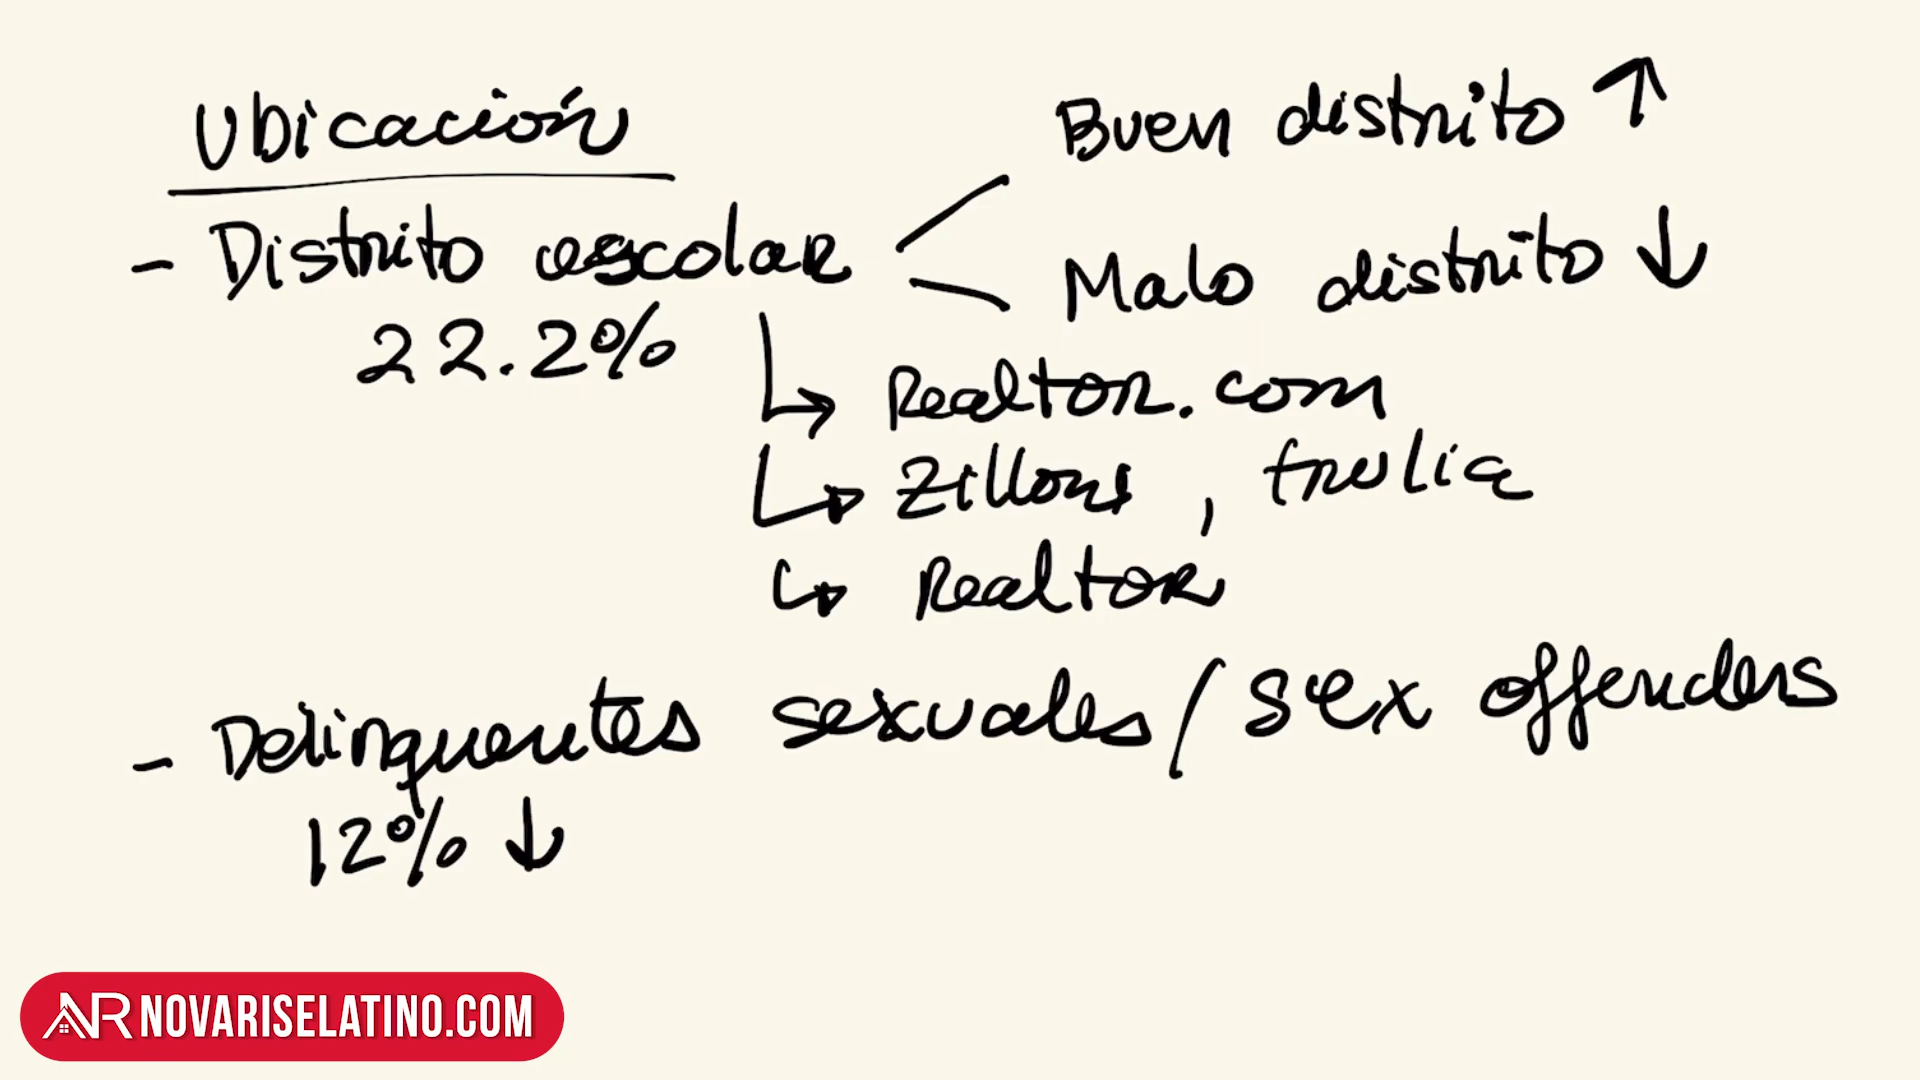 Ubicación
Buen distrito ↑
- Distrito escolar
Malo distrito ↓
22.2%
↳ Realtor.com
↳ Zillow, trulia
↳ Realtor
- Delinquentes sexuales / sex offenders
12% ↓
NR NOVARISELATINO.COM